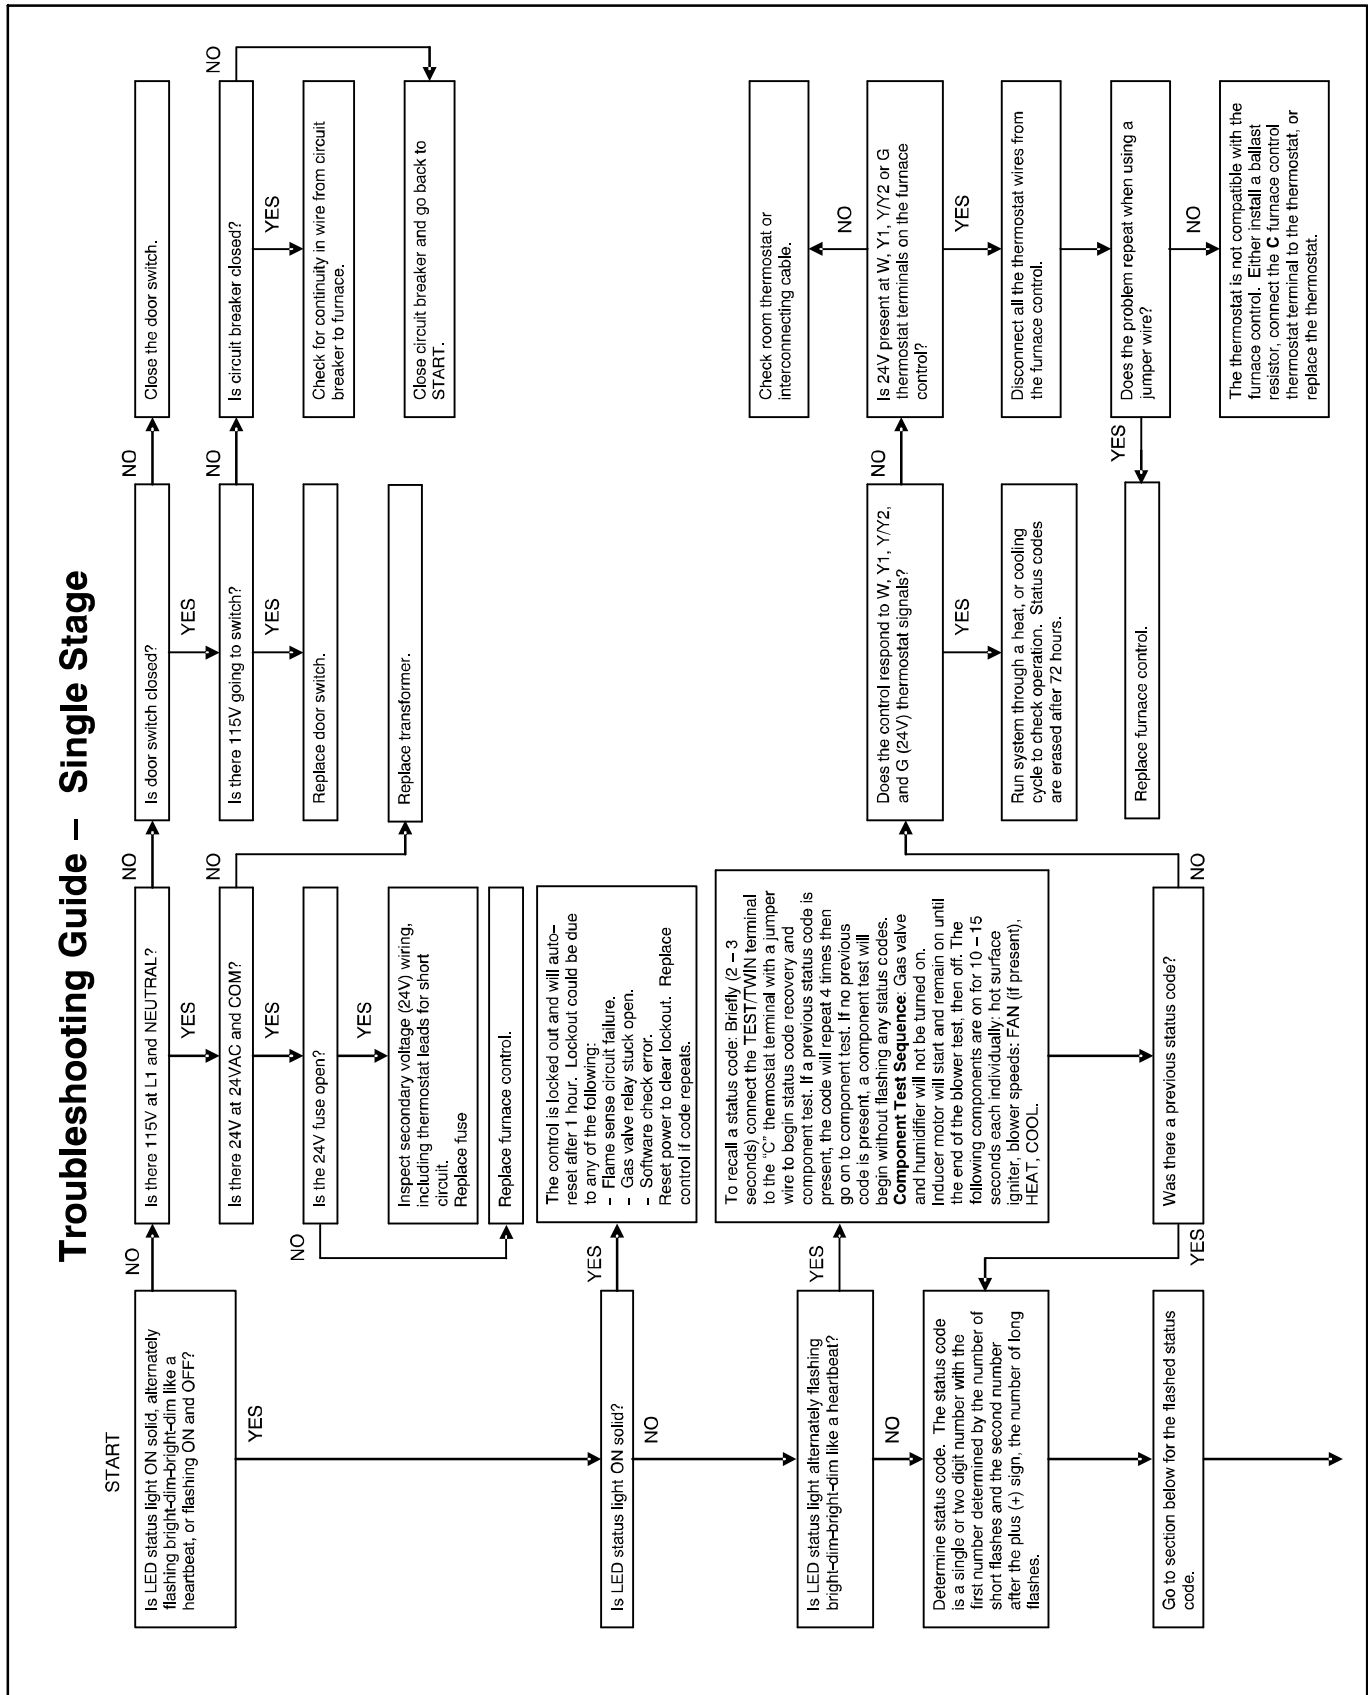 Troubleshooting Guide – Single Stage
START
Is LED status light ON solid, alternately
flashing bright–dim–bright–dim like a
heartbeat, or flashing ON and OFF?
NO
YES
Is there 115V at L1 and NEUTRAL?
NO
YES
Is door switch closed?
NO
YES
Close the door switch.
Is there 24V at 24VAC and COM?
NO
YES
Is there 115V going to switch?
NO
YES
Is circuit breaker closed?
NO
YES
Is the 24V fuse open?
NO
YES
Replace door switch.
Check for continuity in wire from circuit
breaker to furnace.
Inspect secondary voltage (24V) wiring,
including thermostat leads for short
circuit.
Replace fuse
Replace transformer.
Close circuit breaker and go back to
START.
Replace furnace control.
Is LED status light ON solid?
YES
NO
The control is locked out and will auto–
reset after 1 hour. Lockout could be due
to any of the following:
– Flame sense circuit failure.
– Gas valve relay stuck open.
– Software check error.
Reset power to clear lockout. Replace
control if code repeats.
Is LED status light alternately flashing
bright–dim–bright–dim like a heartbeat?
YES
NO
To recall a status code: Briefly (2 – 3
seconds) connect the TEST/TWIN terminal
to the “C” thermostat terminal with a jumper
wire to begin status code recovery and
component test. If a previous status code is
present, the code will repeat 4 times then
go on to component test. If no previous
code is present, a component test will
begin without flashing any status codes.
Component Test Sequence: Gas valve
and humidifier will not be turned on.
Inducer motor will start and remain on until
the end of the blower test, then off. The
following components are on for 10 – 15
seconds each individually: hot surface
igniter, blower speeds: FAN (if present),
HEAT, COOL.
Does the control respond to W, Y1, Y/Y2,
and G (24V) thermostat signals?
NO
YES
Check room thermostat or
interconnecting cable.
NO
Is 24V present at W, Y1, Y/Y2 or G
thermostat terminals on the furnace
control?
YES
Determine status code. The status code
is a single or two digit number with the
first number determined by the number of
short flashes and the second number
after the plus (+) sign, the number of long
flashes.
Run system through a heat, or cooling
cycle to check operation. Status codes
are erased after 72 hours.
Disconnect all the thermostat wires from
the furnace control.
Go to section below for the flashed status
code.
YES
Was there a previous status code?
NO
Replace furnace control.
YES
Does the problem repeat when using a
jumper wire?
NO
The thermostat is not compatible with the
furnace control. Either install a ballast
resistor, connect the C furnace control
thermostat terminal to the thermostat, or
replace the thermostat.